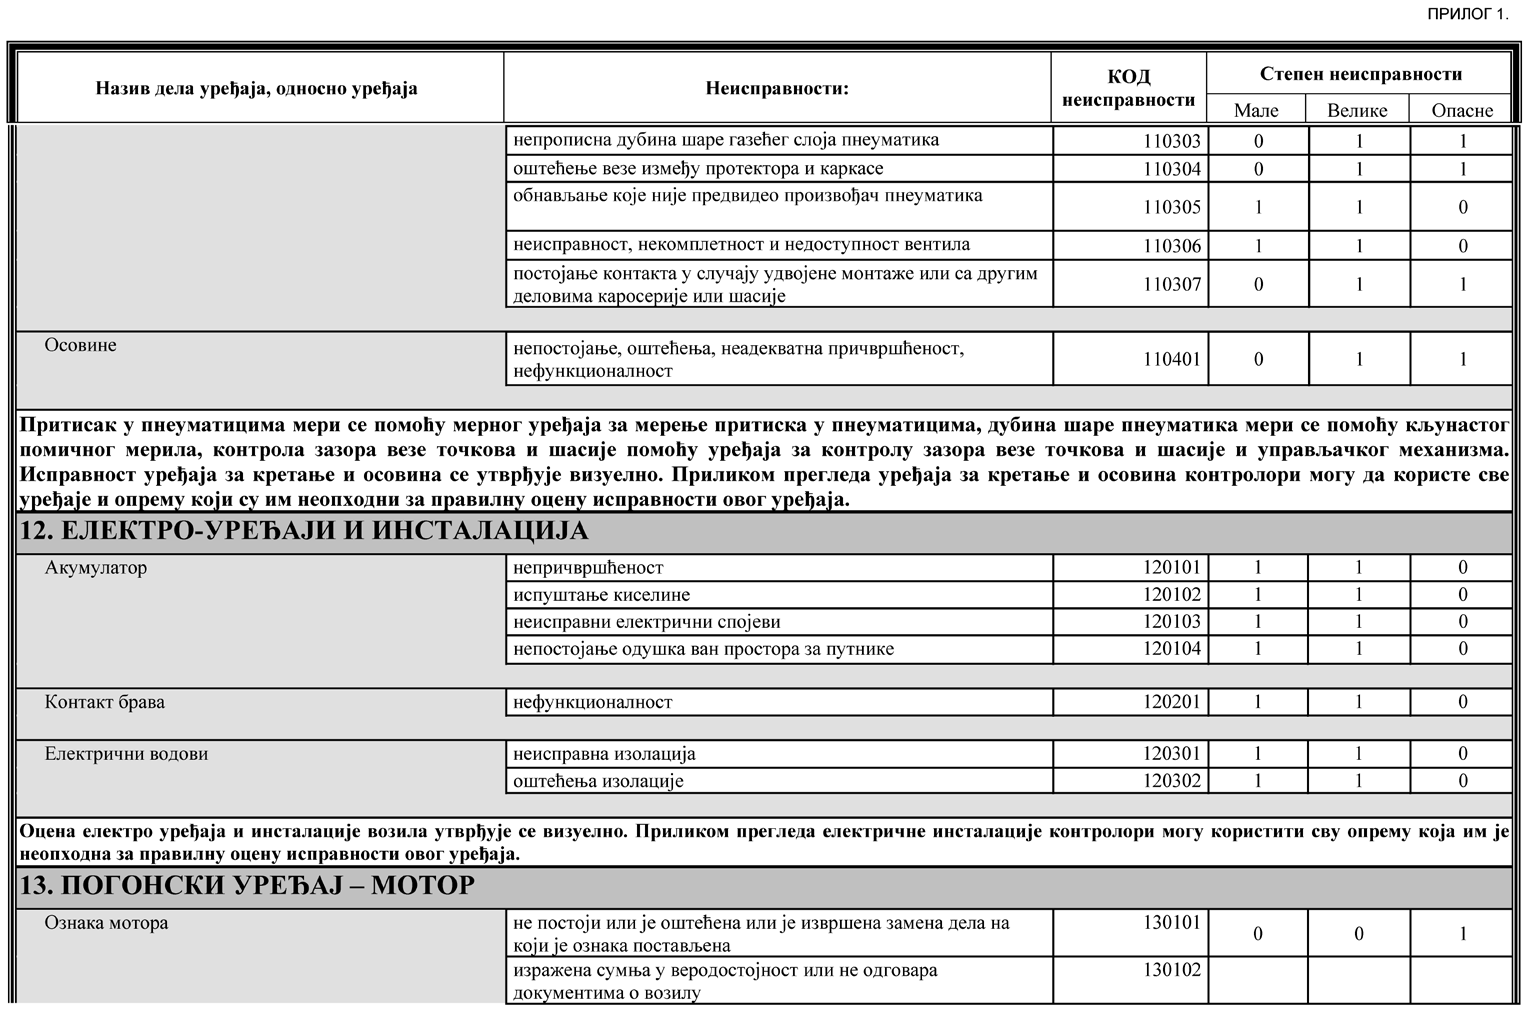 ПРИЛОГ 1.
Назив дела уређаја, односно уређаја Неисправности: КОД неисправности Степен неисправности
Мале Велике Опасне
непрописна дубина шаре газећег слоја пнеуматика 110303 0 1 1
оштећење везе између протектора и каркасе 110304 0 1 1
обнављање које није предвидео произвођач пнеуматика 110305 1 1 0
неисправност, некомплетност и недоступност вентила 110306 1 1 0
постојање контакта у случају удвојене монтаже или са другим
деловима каросерије или шасије 110307 0 1 1
Осовине непостојање, оштећења, неадекватна причвршћеност,
нефункционалност 110401 0 1 1
Притисак у пнеуматицима мери се помоћу мерног уређаја за мерење притиска у пнеуматицима, дубина шаре пнеуматика мери се помоћу кљунастог
помичног мерила, контрола зазора везе точкова и шасије помоћу уређаја за контролу зазора везе точкова и шасије и управљачког механизма.
Исправност уређаја за кретање и осовина се утврђује визуелно. Приликом прегледа уређаја за кретање и осовина контролори могу да користе све
уређаје и опрему који су им неопходни за правилну оцену исправности овог уређаја.
12. ЕЛЕКТРО-УРЕЂАЈИ И ИНСТАЛАЦИЈА
Акумулатор непричвршћеност 120101 1 1 0
испуштање киселине 120102 1 1 0
неисправни електрични спојеви 120103 1 1 0
непостојање одушка ван простора за путнике 120104 1 1 0
Контакт брава нефункционалност 120201 1 1 0
Електрични водови неисправна изолација 120301 1 1 0
оштећења изолације 120302 1 1 0
Оцена електро уређаја и инсталације возила утврђује се визуелно. Приликом прегледа електричне инсталације контролори могу користити сву опрему која им је
неопходна за правилну оцену исправности овог уређаја.
13. ПОГОНСКИ УРЕЂАЈ – МОТОР
Ознака мотора не постоји или је оштећена или је извршена замена дела на
који је ознака постављена 130101 0 0 1
изражена сумња у веродостојност или не одговара
документима о возилу 130102